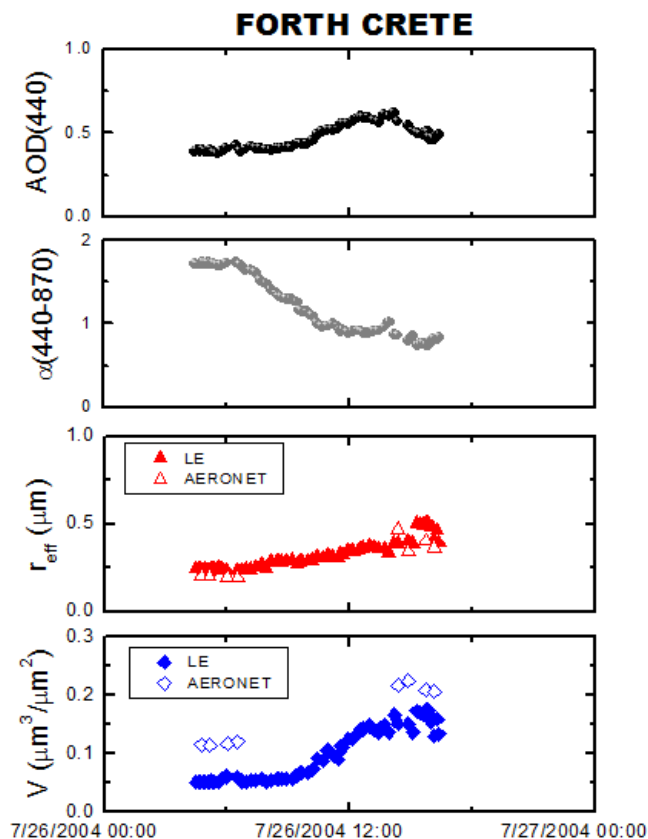 FORTH CRETE
AOD(440)
1.0
0.5
0.0
α(440-870)
2
1
0
r_eff (μm)
1.0
0.5
0.0
LE
AERONET
V (μm³/μm²)
0.3
0.2
0.1
0.0
LE
AERONET
7/26/2004 00:00 7/26/2004 12:00 7/27/2004 00:00